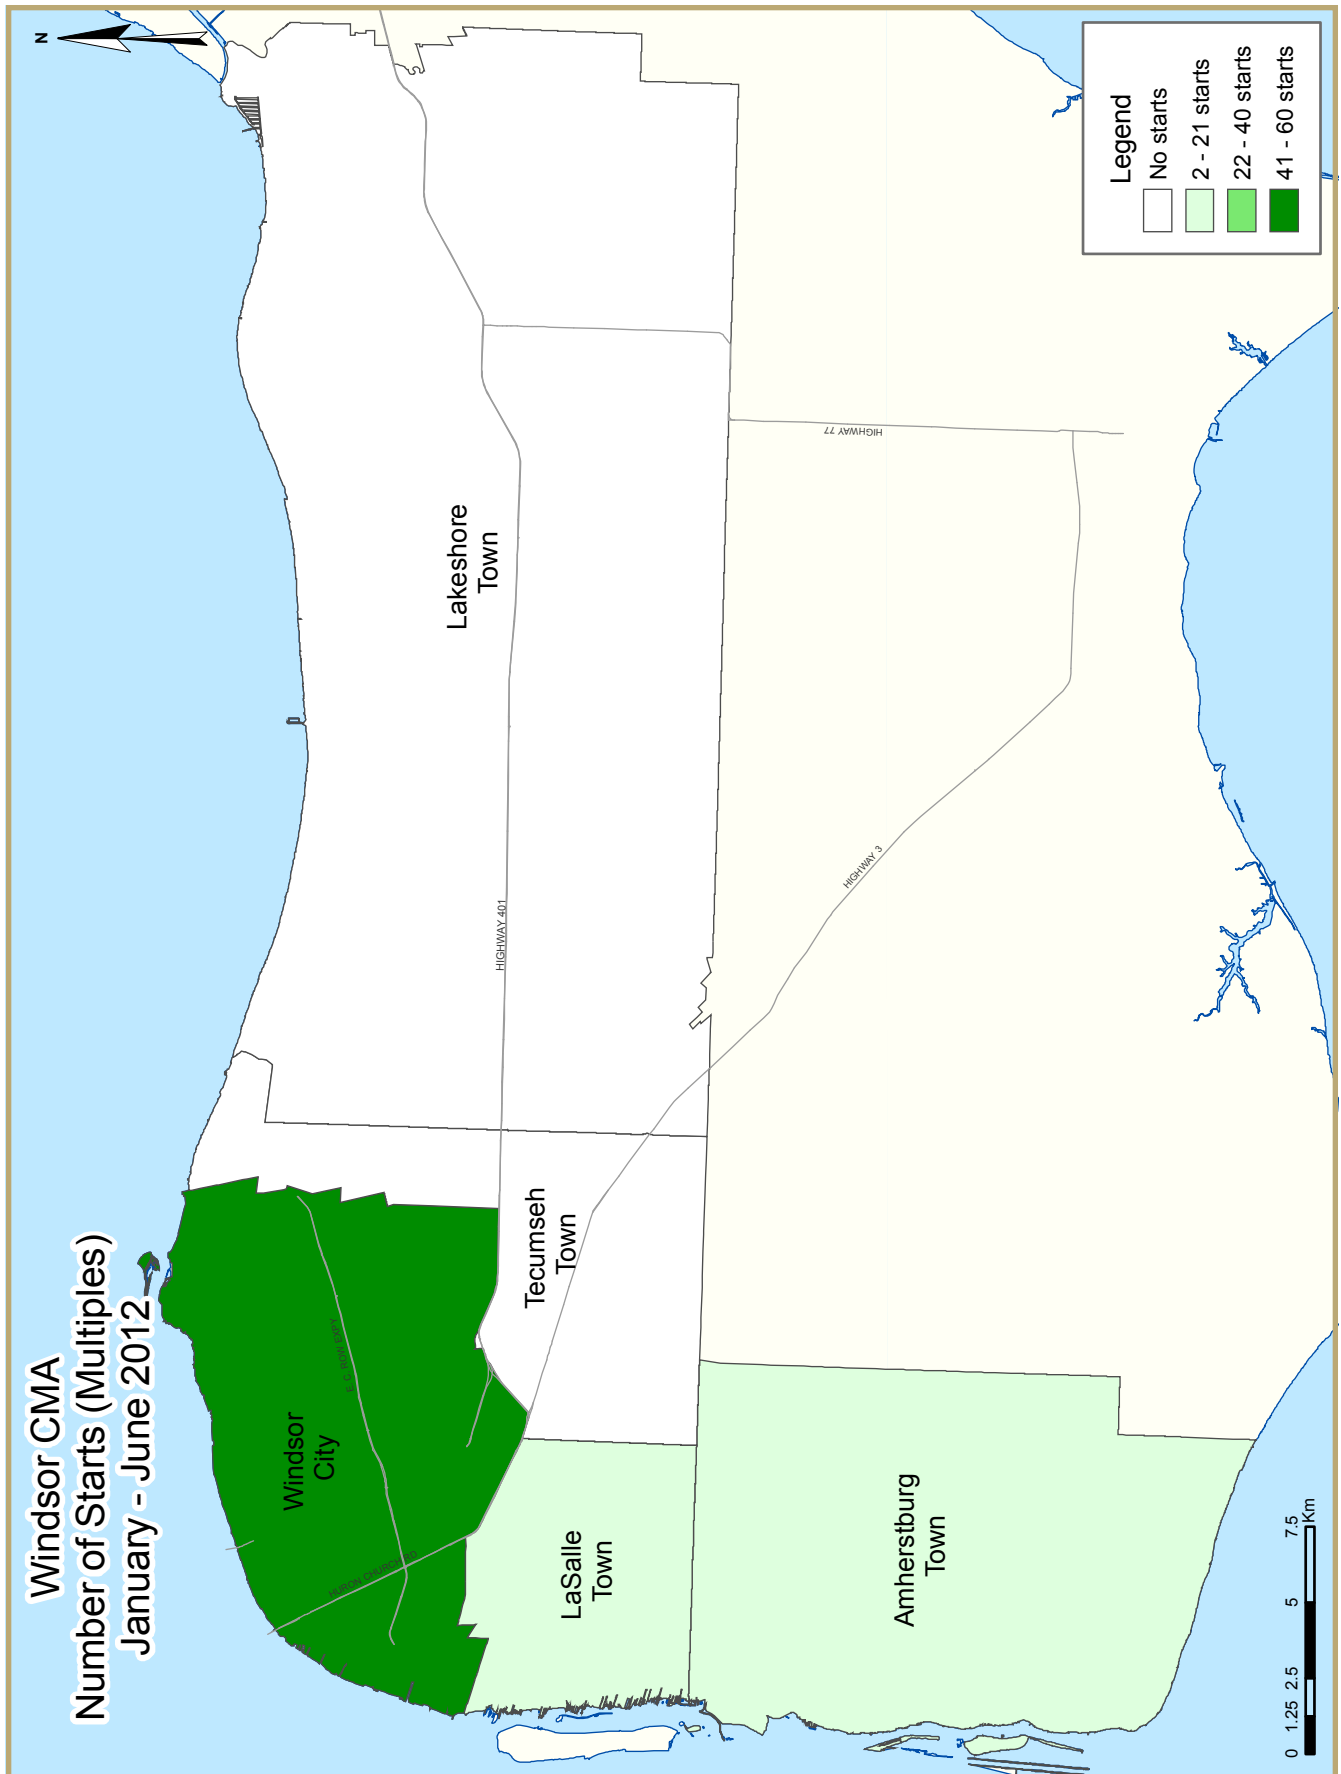 Windsor CMA
Number of Starts (Multiples)
January - June 2012
N
Windsor
City
E C ROW EXPY
HURON CHURCH RD
LaSalle
Town
Amherstburg
Town
Tecumseh
Town
Lakeshore
Town
HIGHWAY 401
HIGHWAY 3
HIGHWAY 77
Legend
No starts
2 - 21 starts
22 - 40 starts
41 - 60 starts
0 1.25 2.5 5 7.5
Km